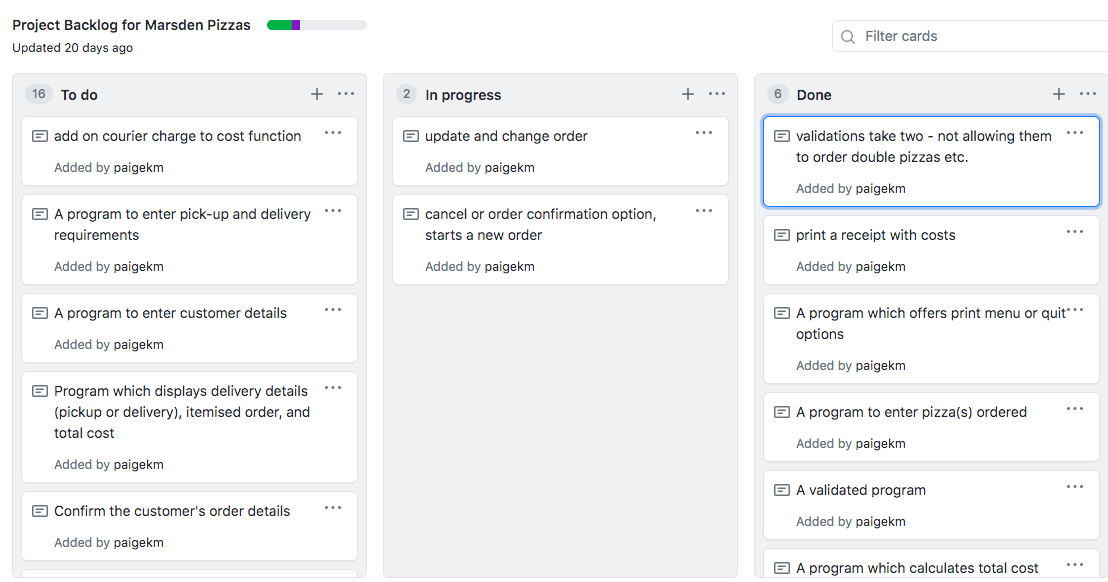 Project Backlog for Marsden Pizzas
Updated 20 days ago
Filter cards
16 To do
add on courier charge to cost function
Added by paigekm
A program to enter pick-up and delivery
requirements
Added by paigekm
A program to enter customer details
Added by paigekm
Program which displays delivery details
(pickup or delivery), itemised order, and
total cost
Added by paigekm
Confirm the customer's order details
Added by paigekm
2 In progress
update and change order
Added by paigekm
cancel or order confirmation option,
starts a new order
Added by paigekm
6 Done
validations take two - not allowing them
to order double pizzas etc.
Added by paigekm
print a receipt with costs
Added by paigekm
A program which offers print menu or quit
options
Added by paigekm
A program to enter pizza(s) ordered
Added by paigekm
A validated program
Added by paigekm
A program which calculates total cost